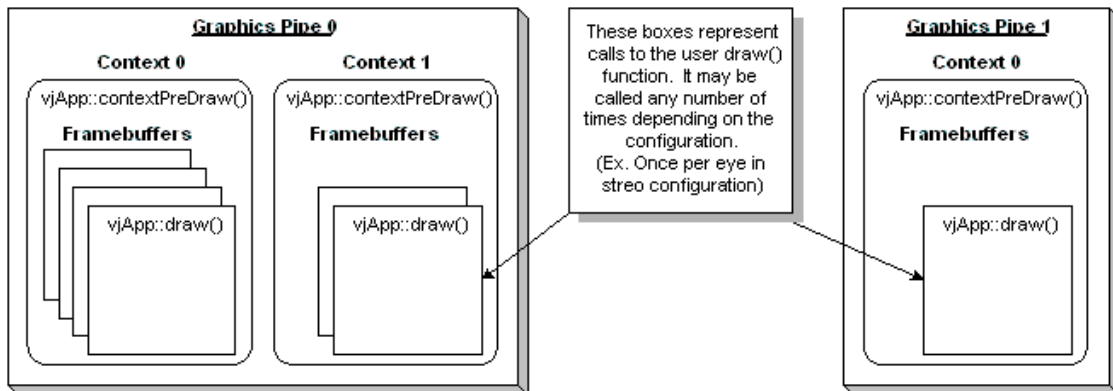 Graphics Pipe 0
Context 0
vjApp::contextPreDraw()
Framebuffers
vjApp::draw()
Context 1
vjApp::contextPreDraw()
Framebuffers
vjApp::draw()
These boxes represent
calls to the user draw()
function. It may be
called any number of
times depending on the
configuration.
(Ex. Once per eye in
streo configuration)
Graphics Pipe 1
Context 0
vjApp::contextPreDraw()
Framebuffers
vjApp::draw()